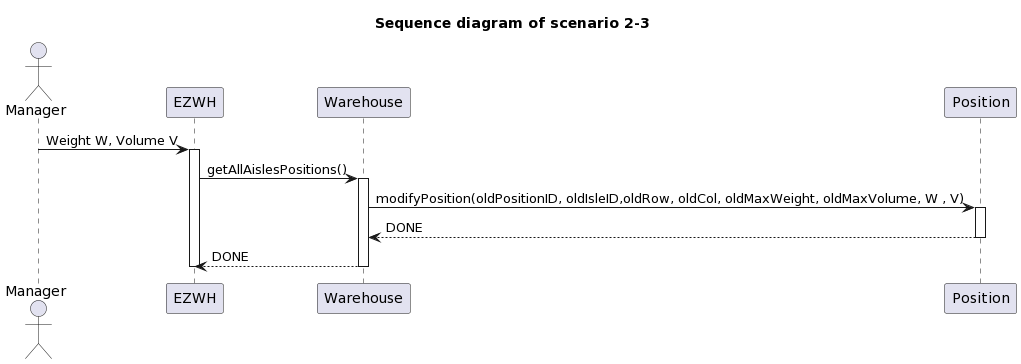 Sequence diagram of scenario 2-3
Manager
EZWH
Warehouse
Position
Weight W, Volume V
getAllAislesPositions()
modifyPosition(oldPositionID, oldIsleID,oldRow, oldCol, oldMaxWeight, oldMaxVolume, W , V)
DONE
DONE
Manager
EZWH
Warehouse
Position